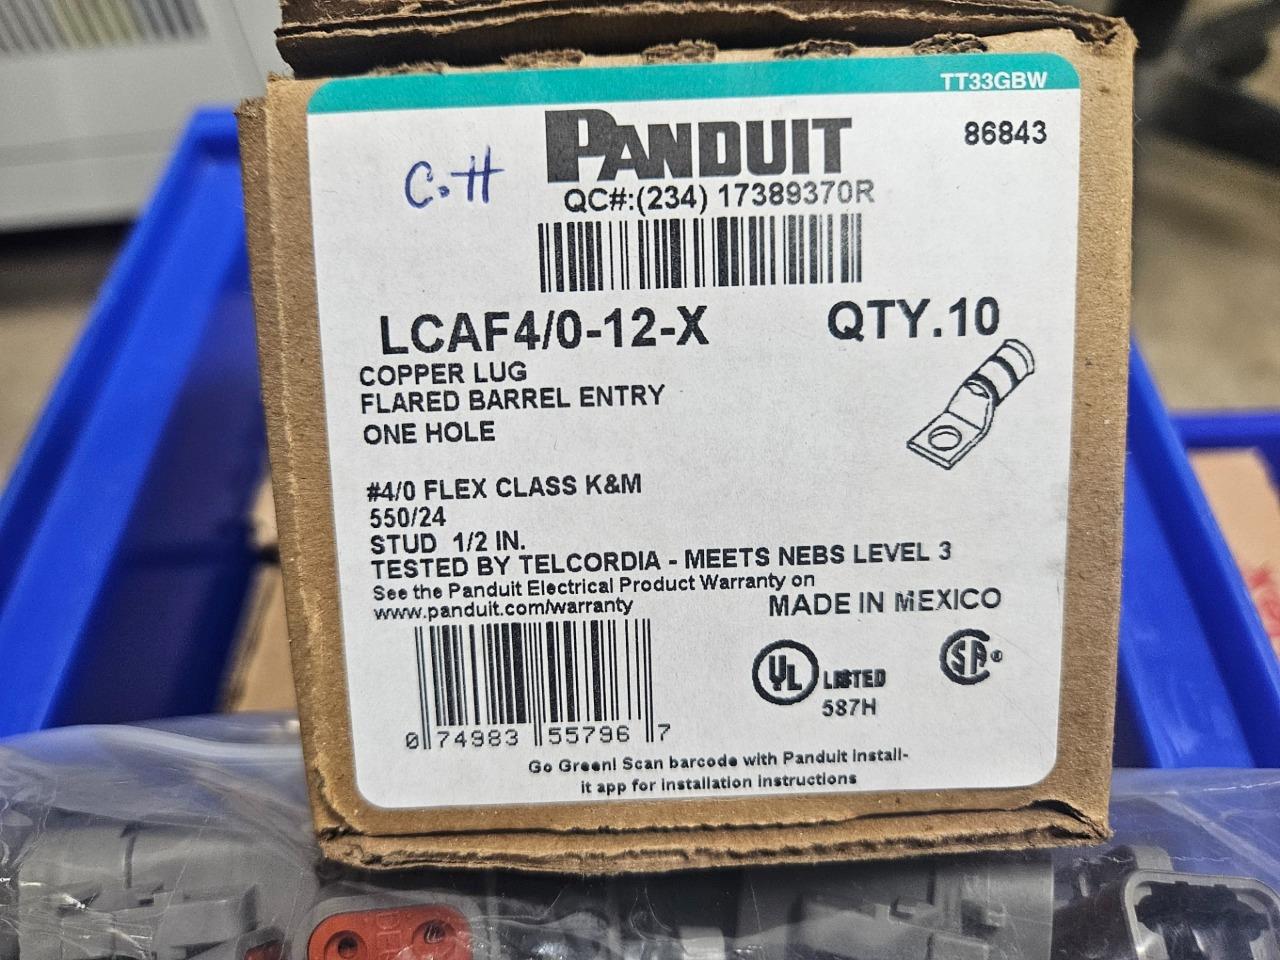 TT33GBW
PANDUIT
86843
C.H
QC#:(234) 17389370R
LCAF4/0-12-X QTY.10
COPPER LUG
FLARED BARREL ENTRY
ONE HOLE
#4/0 FLEX CLASS K&M
550/24
STUD 1/2 IN.
TESTED BY TELCORDIA - MEETS NEBS LEVEL 3
See the Panduit Electrical Product Warranty on
www.panduit.com/warranty
MADE IN MEXICO
UL LISTED
587H
SA
0 74983 55796 7
Go Green! Scan barcode with Panduit Install-
it app for installation instructions